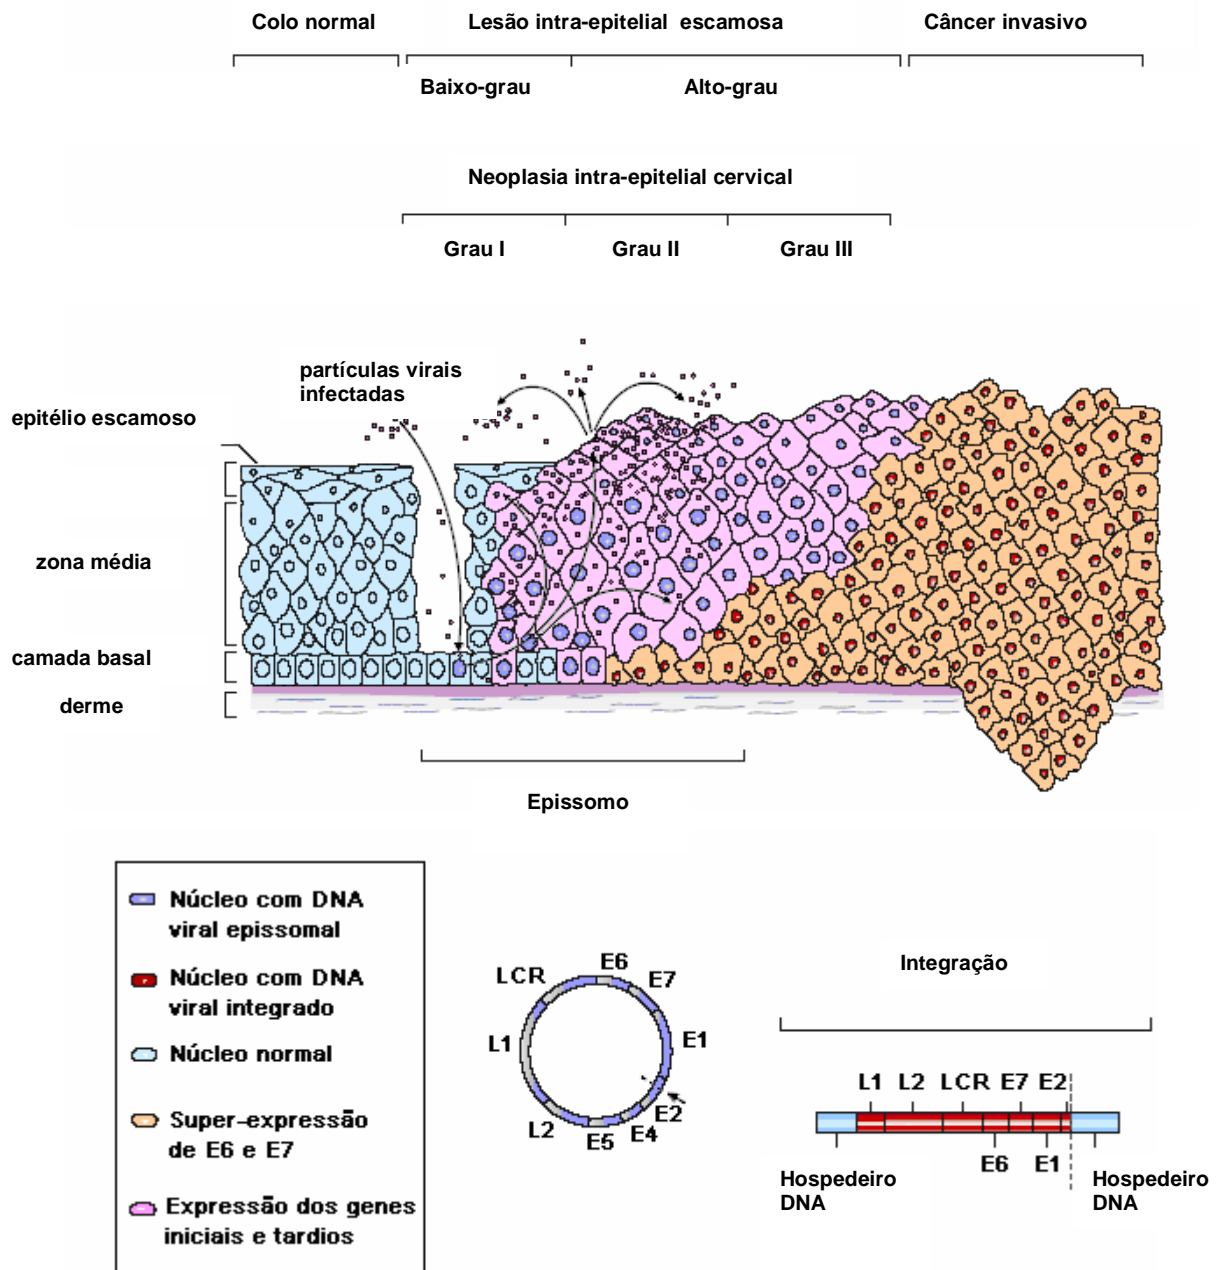 Colo normal
Lesão intra-epitelial escamosa
Câncer invasivo
Baixo-grau
Alto-grau
Neoplasia intra-epitelial cervical
Grau I
Grau II
Grau III
partículas virais
infectadas
epitélio escamoso
zona média
camada basal
derme
Epissomo
Núcleo com DNA
viral epissomal
Núcleo com DNA
viral integrado
Núcleo normal
Super-expressão
de E6 e E7
Expressão dos genes
iniciais e tardios
LCR
E6
E7
L1
E1
E2
L2
E5
E4
Integração
L1 L2 LCR E7 E2
E6 E1
Hospedeiro
DNA
Hospedeiro
DNA